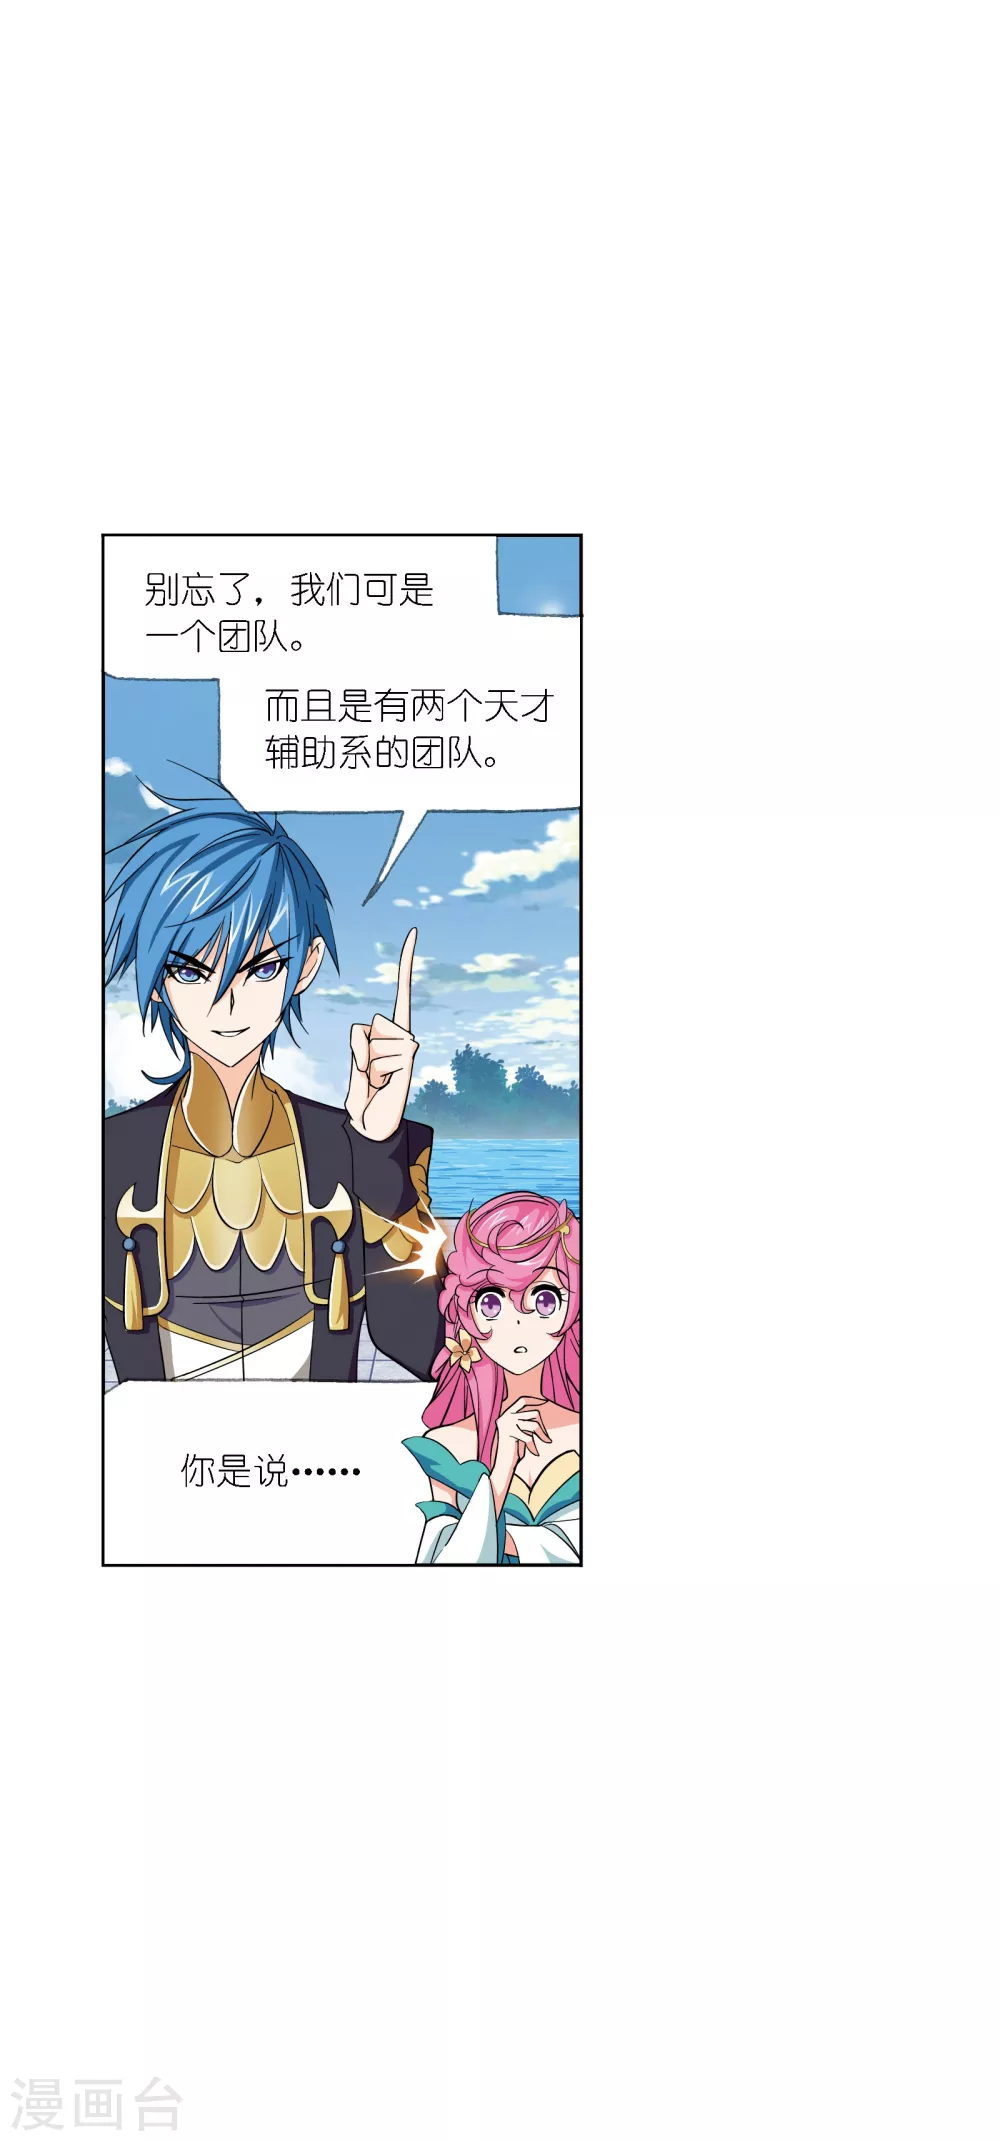 别忘了，我们可是
一个团队。
而且是有两个天才
辅助系的团队。
你是说……
漫画台